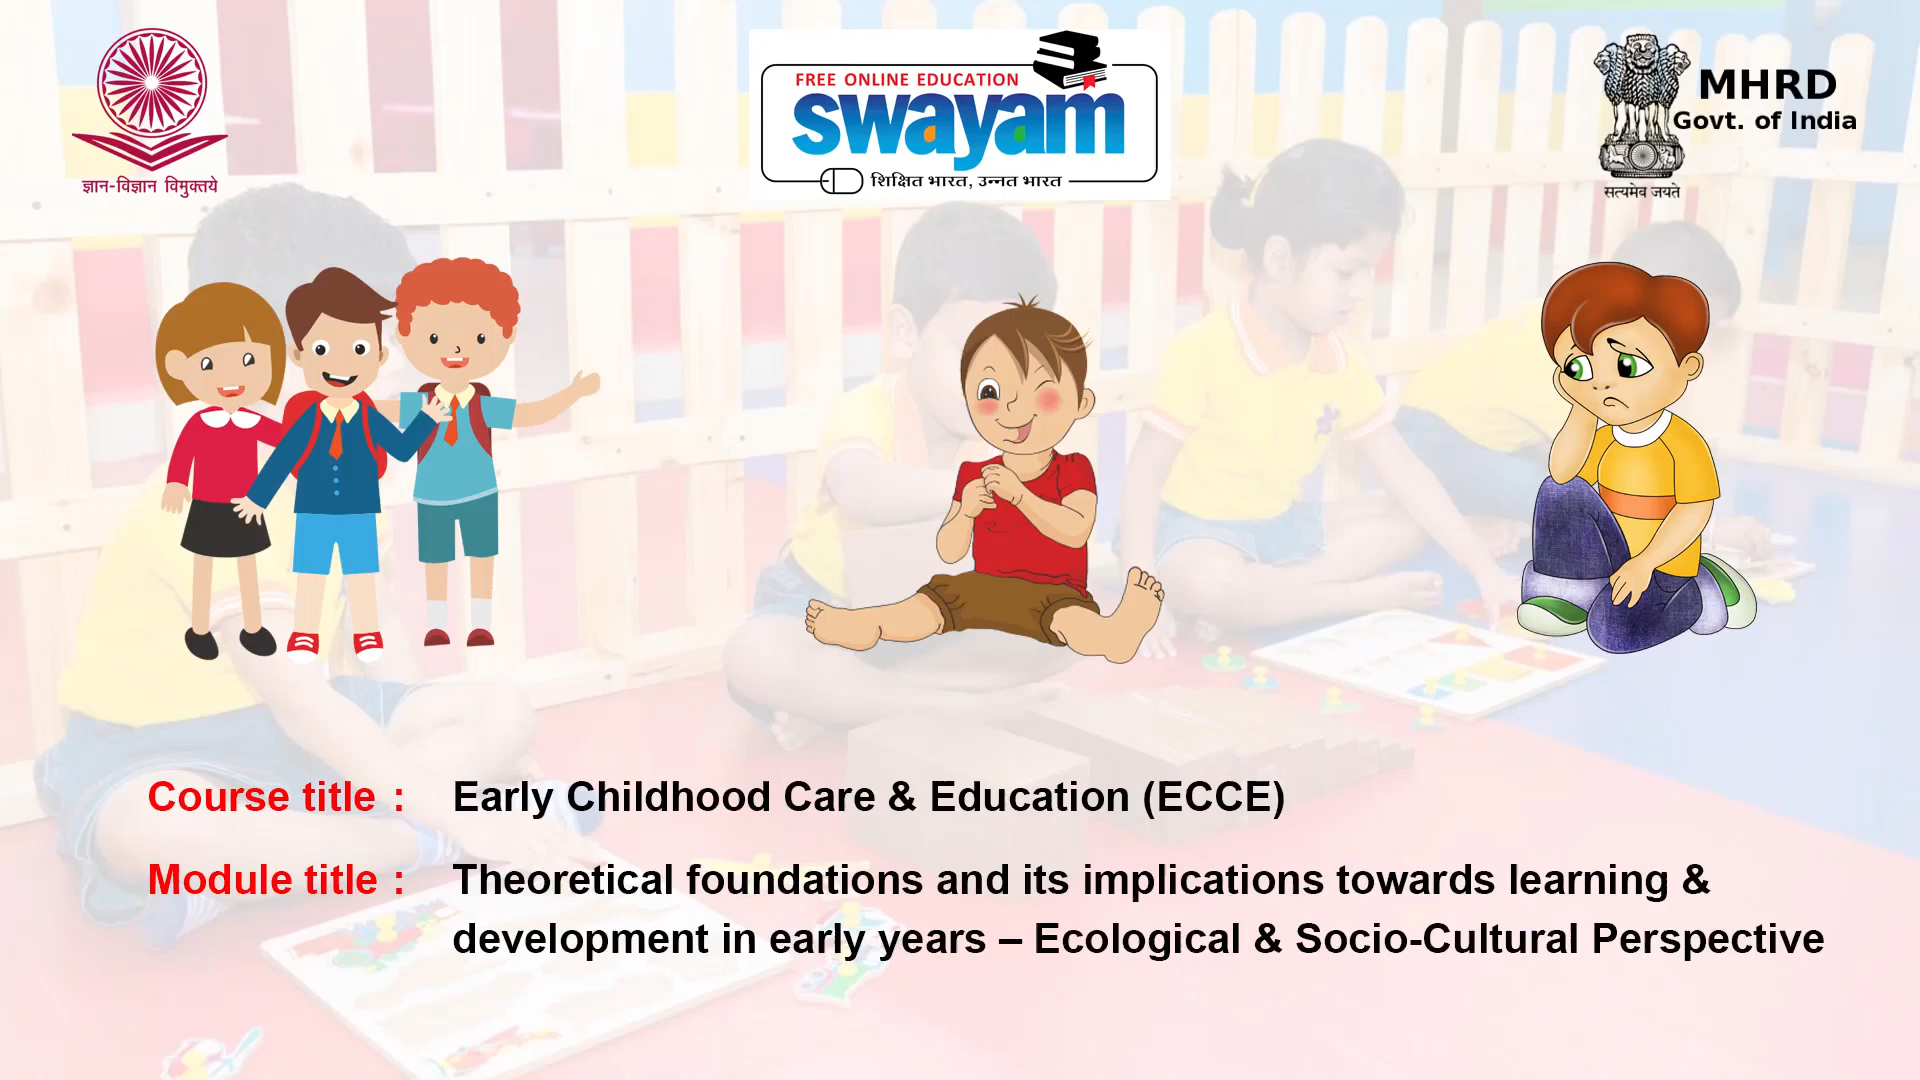 ज्ञान-विज्ञान विमुक्तये
FREE ONLINE EDUCATION
swayam
शिक्षित भारत, उन्नत भारत
MHRD
Govt. of India
सत्यमेव जयते
Course title : Early Childhood Care & Education (ECCE)
Module title : Theoretical foundations and its implications towards learning &
development in early years – Ecological & Socio-Cultural Perspective